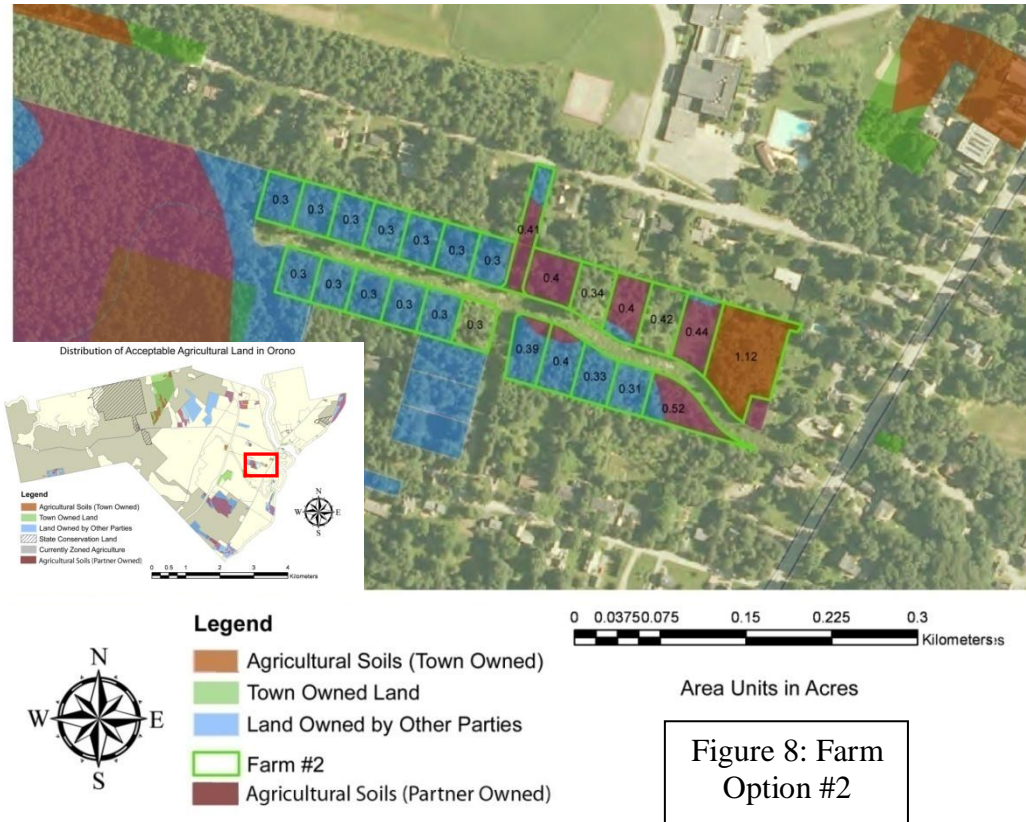 0.3 0.3 0.3 0.3 0.3 0.3 0.3 0.41
0.3 0.3 0.3 0.3 0.3 0.3 0.4 0.34 0.4 0.42 0.44 1.12
0.39 0.4 0.33 0.31 0.52
Distribution of Acceptable Agricultural Land in Orono
Legend
Agricultural Soils (Town Owned)
Town Owned Land
Land Owned by Other Parties
State Conservation Land
Currently Zoned Agriculture
Agricultural Soils (Partner Owned)
N
W E
S
0 0.5 1 2 3 4
Kilometers
Legend
Agricultural Soils (Town Owned)
Town Owned Land
Land Owned by Other Parties
Farm #2
Agricultural Soils (Partner Owned)
N
W E
S
0 0.0375 0.075 0.15 0.225 0.3
Kilometers
Area Units in Acres
Figure 8: Farm
Option #2